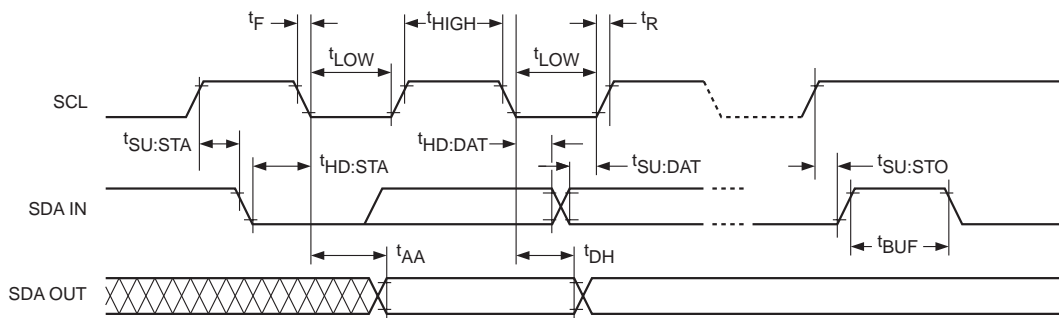 tF tHIGH tR
tLOW tLOW
SCL
tSU:STA tHD:STA tHD:DAT tSU:DAT tSU:STO
SDA IN
tAA tDH tBUF
SDA OUT